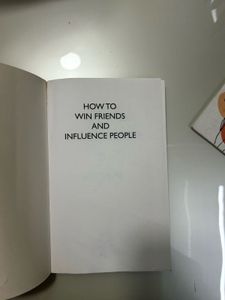 HOW TO
WIN FRIENDS
AND
INFLUENCE PEOPLE